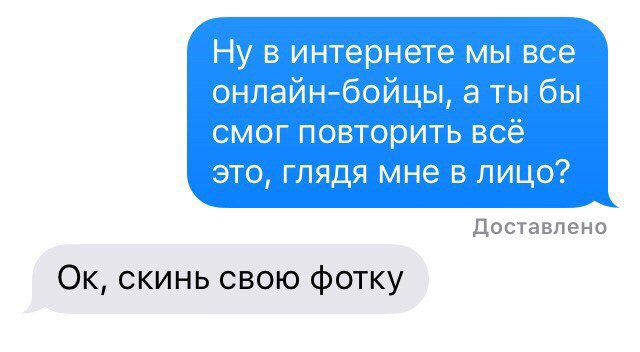 Ну в интернете мы все
онлайн-бойцы, а ты бы
смог повторить всё
это, глядя мне в лицо?
Доставлено
Ок, скинь свою фотку